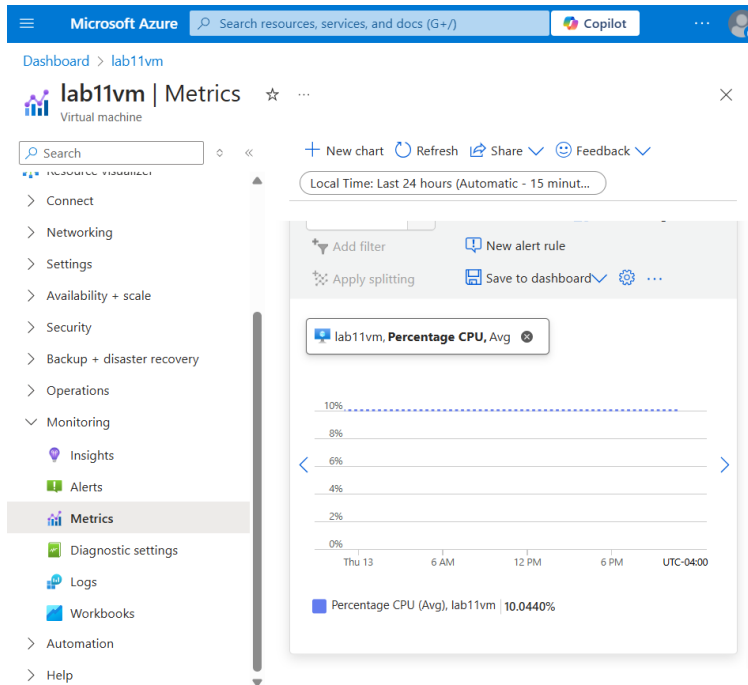 Microsoft Azure
Search resources, services, and docs (G+/)
Copilot
Dashboard > lab11vm
lab11vm | Metrics
Virtual machine
Search
Resource visualizer
Connect
Networking
Settings
Availability + scale
Security
Backup + disaster recovery
Operations
Monitoring
Insights
Alerts
Metrics
Diagnostic settings
Logs
Workbooks
Automation
Help
New chart
Refresh
Share
Feedback
Local Time: Last 24 hours (Automatic - 15 minut...
Add filter
New alert rule
Apply splitting
Save to dashboard
lab11vm, Percentage CPU, Avg
10%
8%
6%
4%
2%
0%
Thu 13 6 AM 12 PM 6 PM UTC-04:00
Percentage CPU (Avg), lab11vm 10.0440%